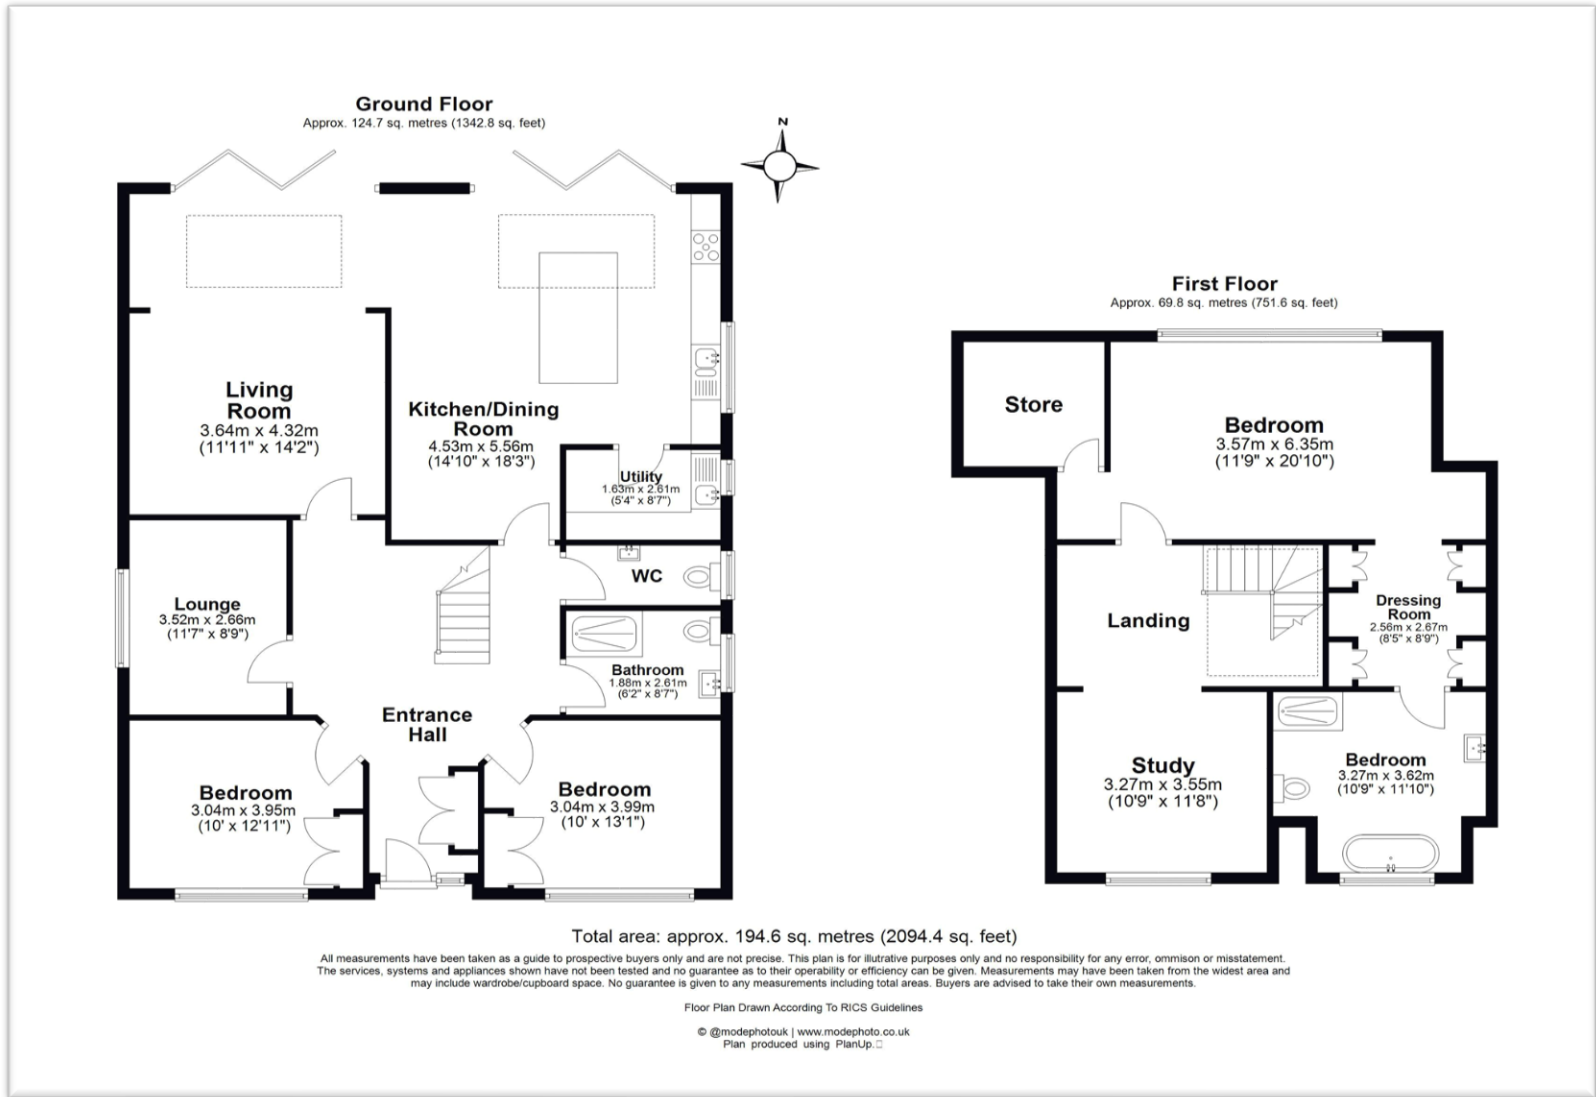 Ground Floor
Approx. 124.7 sq. metres (1342.8 sq. feet)
N
Living
Room
3.64m x 4.32m
(11'11" x 14'2")
Kitchen/Dining
Room
4.53m x 5.56m
(14'10" x 18'3")
Utility
1.63m x 2.61m
(5'4" x 8'7")
WC
Lounge
3.52m x 2.66m
(11'7" x 8'9")
Bathroom
1.88m x 2.61m
(6'2" x 8'7")
Entrance
Hall
Bedroom
3.04m x 3.95m
(10' x 12'11")
Bedroom
3.04m x 3.99m
(10' x 13'1")
First Floor
Approx. 69.8 sq. metres (751.6 sq. feet)
Store
Bedroom
3.57m x 6.35m
(11'9" x 20'10")
Landing
Dressing
Room
2.56m x 2.67m
(8'5" x 8'9")
Study
3.27m x 3.55m
(10'9" x 11'8")
Bedroom
3.27m x 3.62m
(10'9" x 11'10")
Total area: approx. 194.6 sq. metres (2094.4 sq. feet)
All measurements have been taken as a guide to prospective buyers only and are not precise. This plan is for illutrative purposes only and no responsibility for any error, ommison or misstatement.
The services, systems and appliances shown have not been tested and no guarantee as to their operability or efficiency can be given. Measurements may have been taken from the widest area and
may include wardrobe/cupboard space. No guarantee is given to any measurements including total areas. Buyers are advised to take their own measurements.
Floor Plan Drawn According To RICS Guidelines
© @modephotouk | www.modephoto.co.uk
Plan produced using PlanUp.